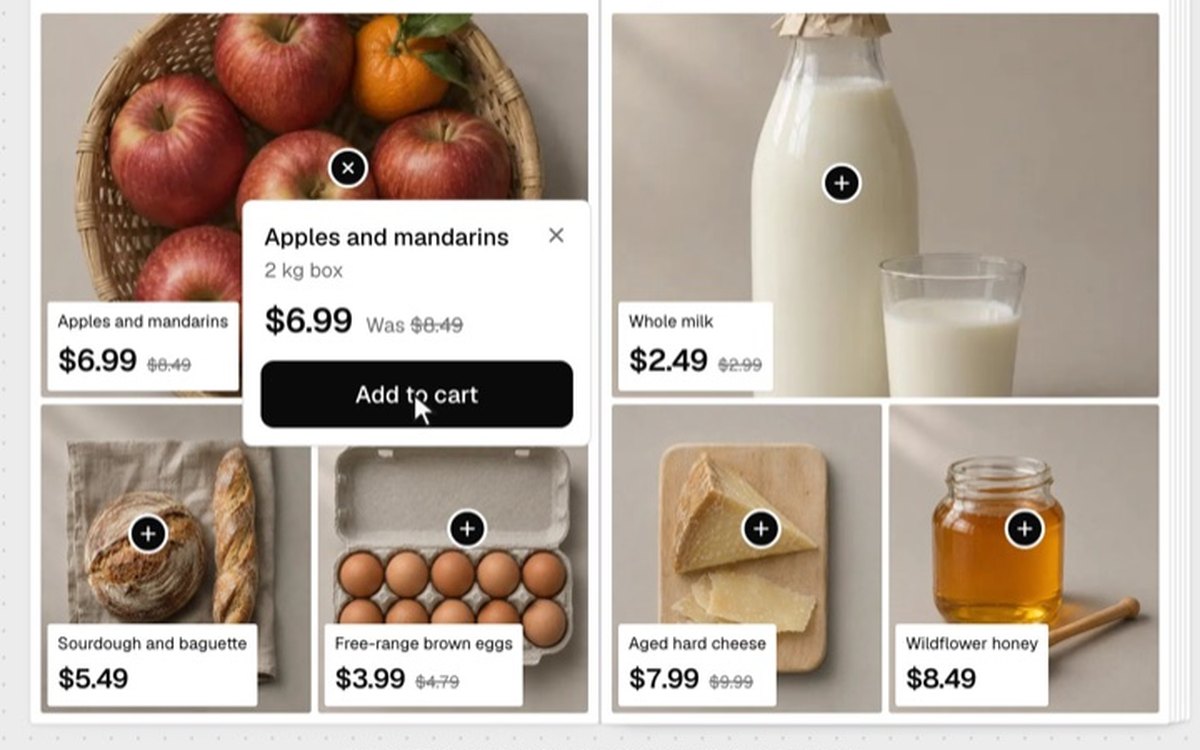 Apples and mandarins
2 kg box
$6.99 Was $8.49
Add to cart
Apples and mandarins
$6.99 $8.49
Whole milk
$2.49 $2.99
Sourdough and baguette
$5.49
Free-range brown eggs
$3.99 $4.79
Aged hard cheese
$7.99 $9.99
Wildflower honey
$8.49